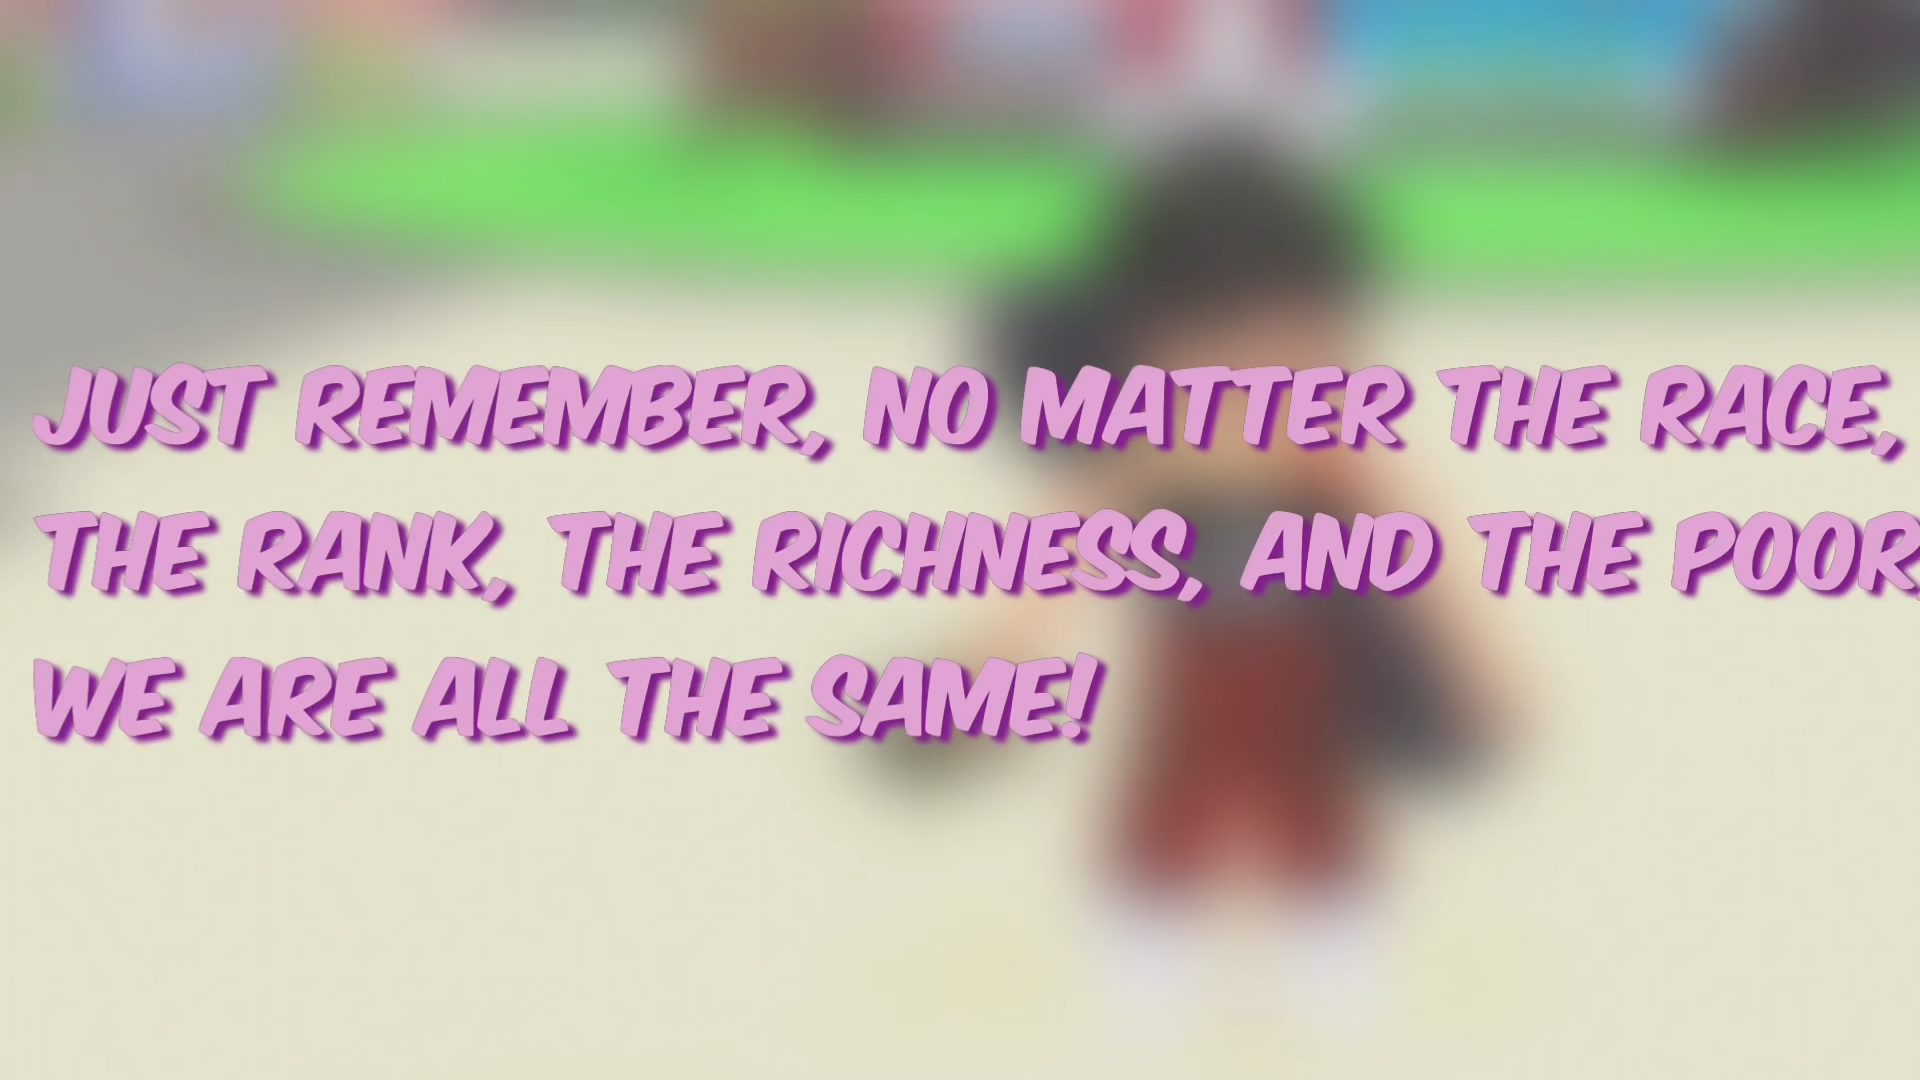 JUST REMEMBER, NO MATTER THE RACE,
THE RANK, THE RICHNESS, AND THE POOR,
WE ARE ALL THE SAME!